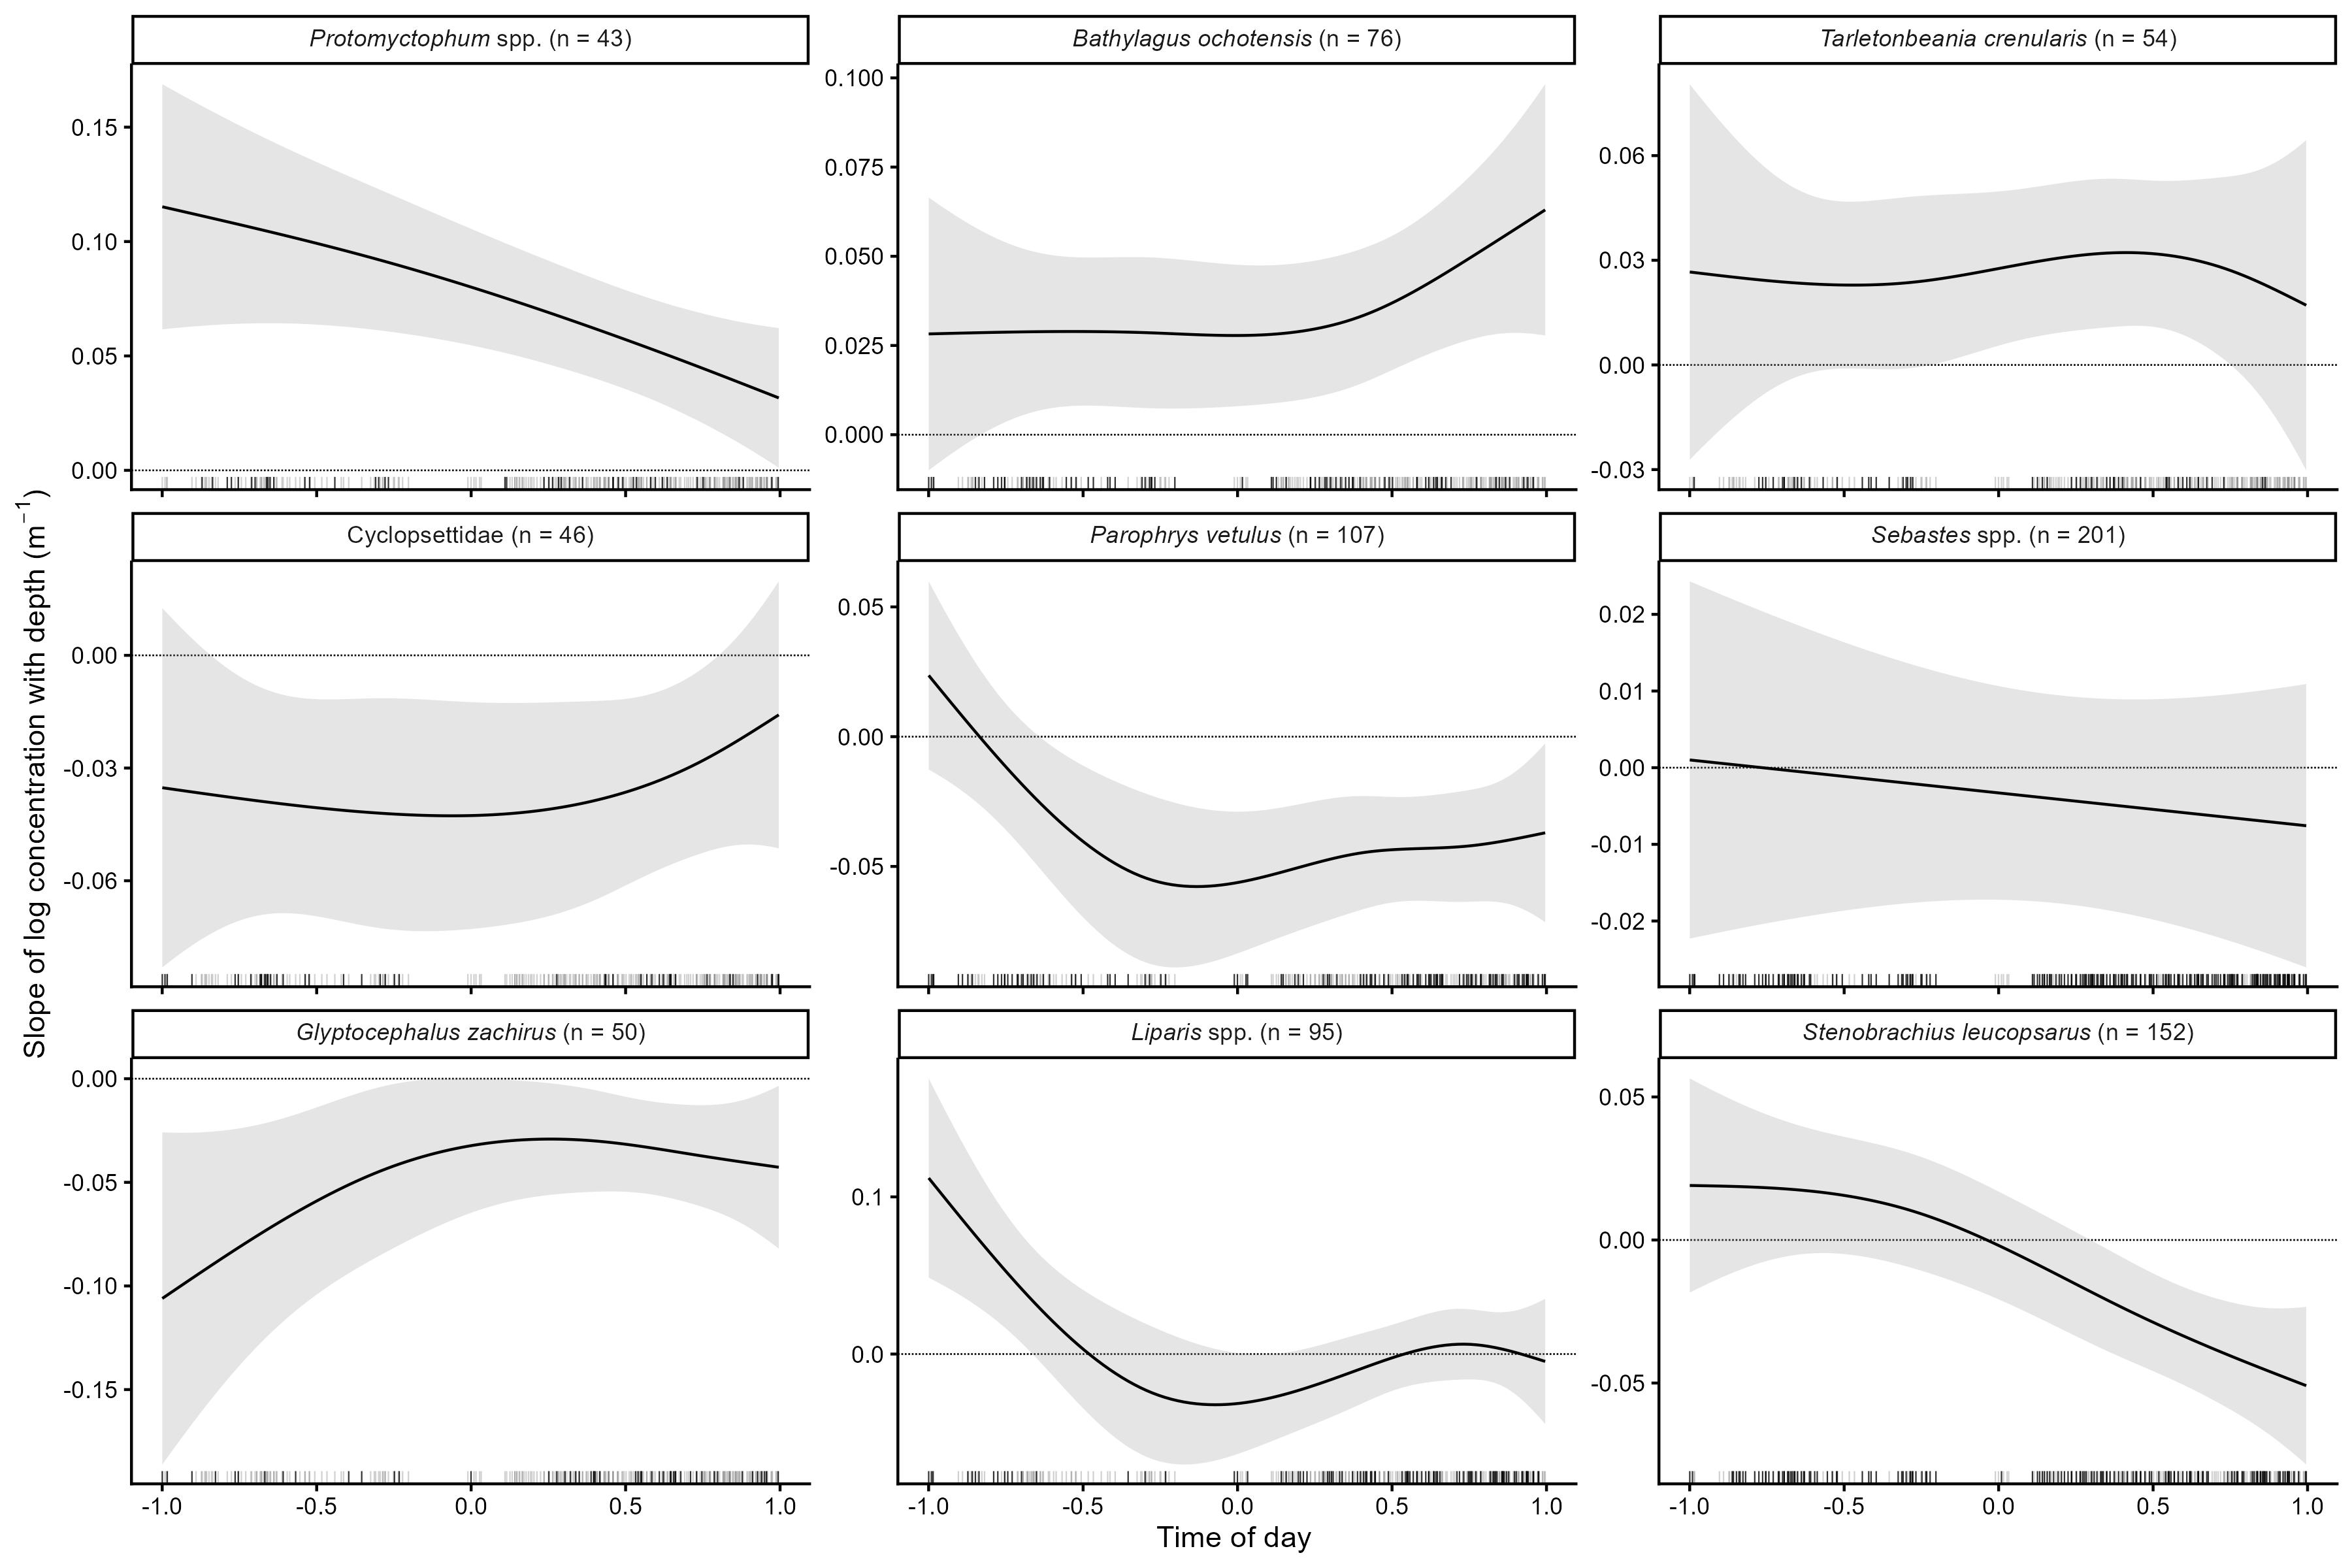 Protomyctophum spp. (n = 43)
Bathylagus ochotensis (n = 76)
Tarletonbeania crenularis (n = 54)
0.15
0.10
0.05
0.00
0.100
0.075
0.050
0.025
0.000
0.06
0.03
0.00
-0.03
Cyclopsettidae (n = 46)
Parophrys vetulus (n = 107)
Sebastes spp. (n = 201)
0.00
-0.03
-0.06
0.05
0.00
-0.05
0.02
0.01
0.00
-0.01
-0.02
Glyptocephalus zachirus (n = 50)
Liparis spp. (n = 95)
Stenobrachius leucopsarus (n = 152)
0.00
-0.05
-0.10
-0.15
0.1
0.0
0.05
0.00
-0.05
-1.0 -0.5 0.0 0.5 1.0
-1.0 -0.5 0.0 0.5 1.0
-1.0 -0.5 0.0 0.5 1.0
Time of day
Slope of log concentration with depth (m⁻¹)